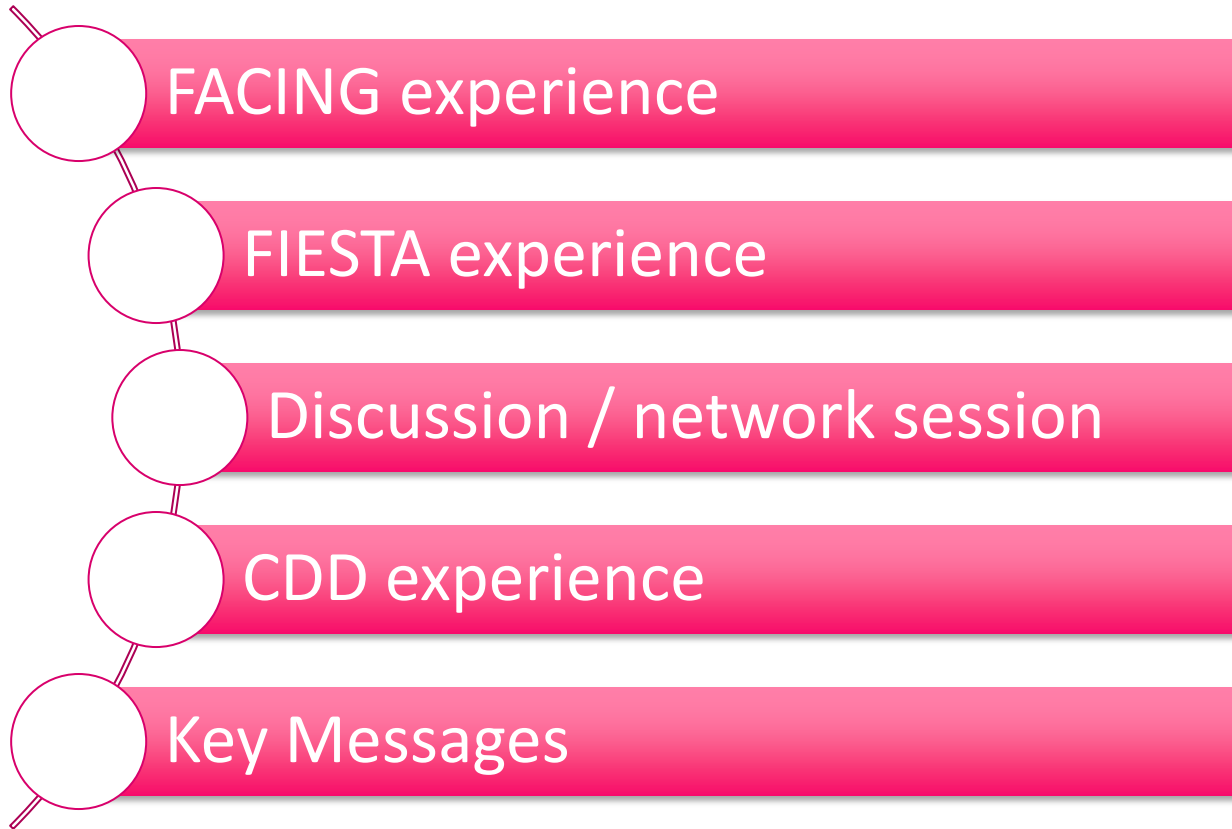 FACING experience
FIESTA experience
Discussion / network session
CDD experience
Key Messages